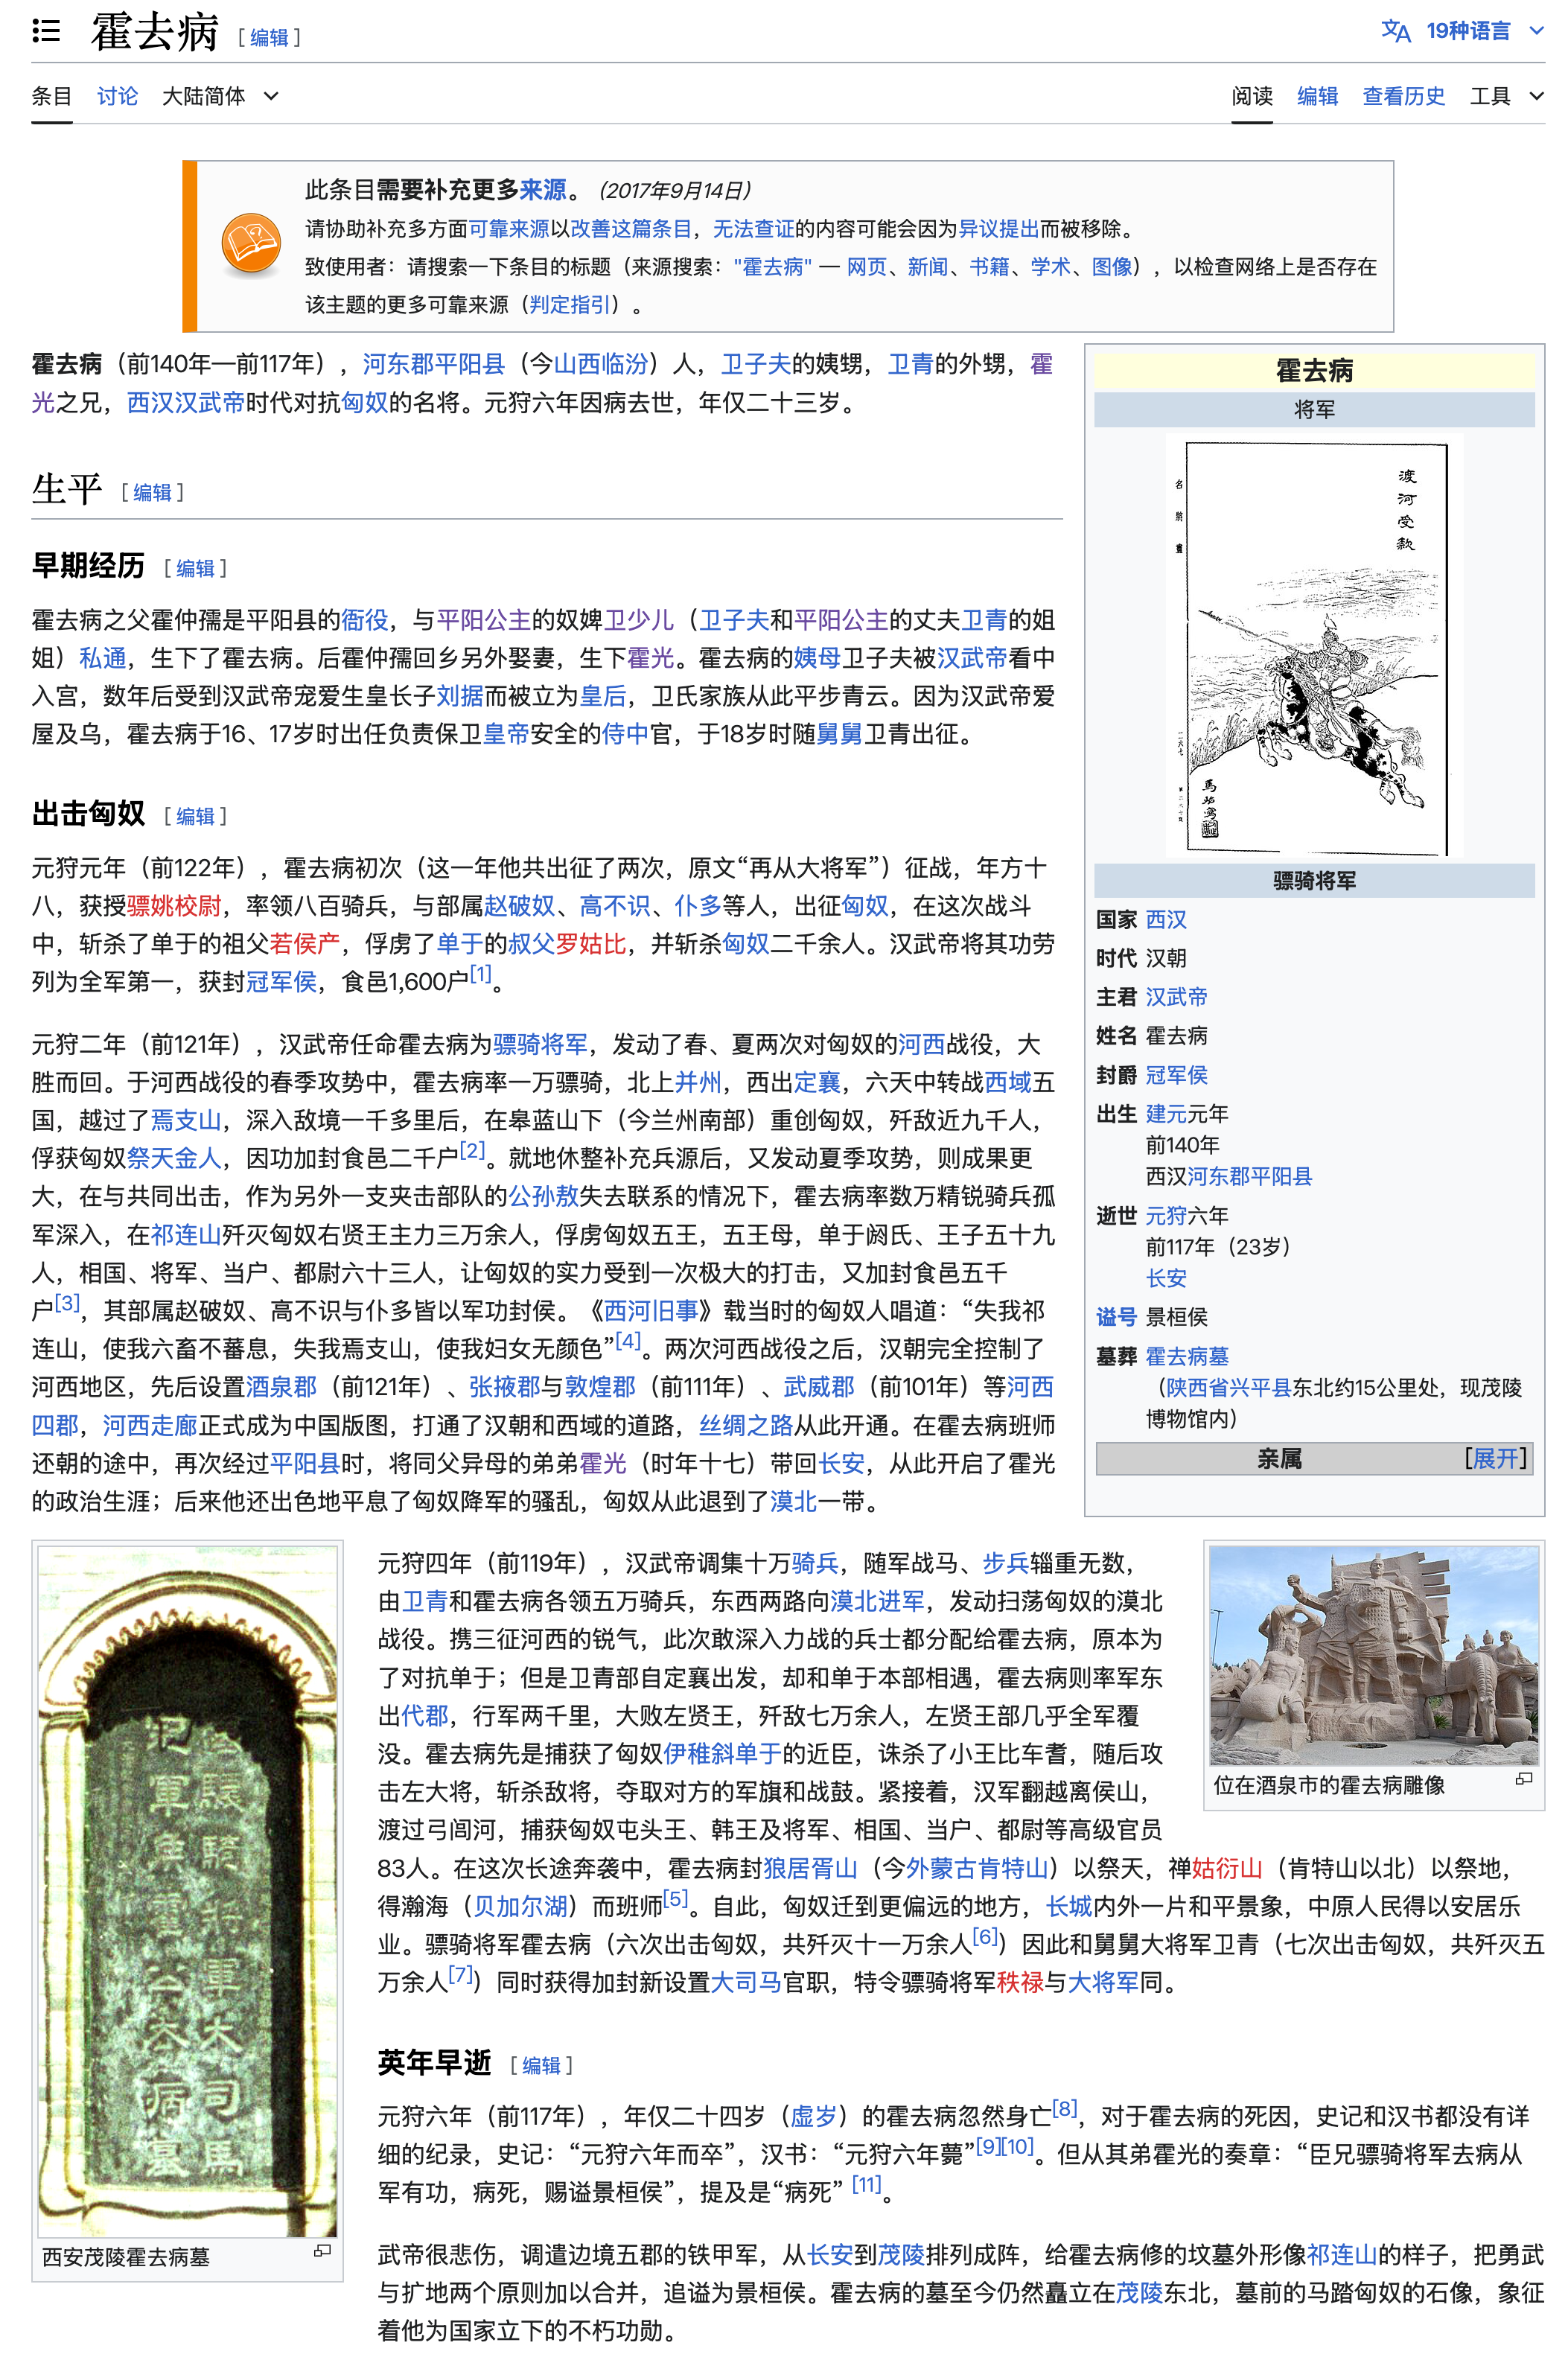 霍去病 [编辑]
19种语言
条目 讨论 大陆简体
阅读 编辑 查看历史 工具
此条目需要补充更多来源。 (2017年9月14日)
请协助补充多方面可靠来源以改善这篇条目,无法查证的内容可能会因为异议提出而被移除。
致使用者:请搜索一下条目的标题(来源搜索:"霍去病" — 网页、新闻、书籍、学术、图像),以检查网络上是否存在
该主题的更多可靠来源(判定指引)。
霍去病(前140年—前117年),河东郡平阳县(今山西临汾)人,卫子夫的姨甥,卫青的外甥,霍
光之兄,西汉汉武帝时代对抗匈奴的名将。元狩六年因病去世,年仅二十三岁。
生平 [编辑]
早期经历 [编辑]
霍去病之父霍仲孺是平阳县的衙役,与平阳公主的奴婢卫少儿(卫子夫和平阳公主的丈夫卫青的姐
姐)私通,生下了霍去病。后霍仲孺回乡另外娶妻,生下霍光。霍去病的姨母卫子夫被汉武帝看中
入宫,数年后受到汉武帝宠爱生皇长子刘据而被立为皇后,卫氏家族从此平步青云。因为汉武帝爱
屋及乌,霍去病于16、17岁时出任负责保卫皇帝安全的侍中官,于18岁时随舅舅卫青出征。
出击匈奴 [编辑]
元狩元年(前122年),霍去病初次(这一年他共出征了两次,原文“再从大将军”)征战,年方十
八,获授骠姚校尉,率领八百骑兵,与部属赵破奴、高不识、仆多等人,出征匈奴,在这次战斗
中,斩杀了单于的祖父若侯产,俘虏了单于的叔父罗姑比,并斩杀匈奴二千余人。汉武帝将其功劳
列为全军第一,获封冠军侯,食邑1,600户[1]。
元狩二年(前121年),汉武帝任命霍去病为骠骑将军,发动了春、夏两次对匈奴的河西战役,大
胜而回。于河西战役的春季攻势中,霍去病率一万骠骑,北上并州,西出定襄,六天中转战西域五
国,越过了焉支山,深入敌境一千多里后,在皋蓝山下(今兰州南部)重创匈奴,歼敌近九千人,
俘获匈奴祭天金人,因功加封食邑二千户[2]。就地休整补充兵源后,又发动夏季攻势,则成果更
大,在与共同出击,作为另外一支夹击部队的公孙敖失去联系的情况下,霍去病率数万精锐骑兵孤
军深入,在祁连山歼灭匈奴右贤王主力三万余人,俘虏匈奴五王,五王母,单于阏氏、王子五十九
人,相国、将军、当户、都尉六十三人,让匈奴的实力受到一次极大的打击,又加封食邑五千
户[3],其部属赵破奴、高不识与仆多皆以军功封侯。《西河旧事》载当时的匈奴人唱道:“失我祁
连山,使我六畜不蕃息,失我焉支山,使我妇女无颜色”[4]。两次河西战役之后,汉朝完全控制了
河西地区,先后设置酒泉郡(前121年)、张掖郡与敦煌郡(前111年)、武威郡(前101年)等河西
四郡,河西走廊正式成为中国版图,打通了汉朝和西域的道路,丝绸之路从此开通。在霍去病班师
还朝的途中,再次经过平阳县时,将同父异母的弟弟霍光(时年十七)带回长安,从此开启了霍光
的政治生涯;后来他还出色地平息了匈奴降军的骚乱,匈奴从此退到了漠北一带。
霍去病
将军
渡河受款
名將畫
馬
骠骑将军
国家 西汉
时代 汉朝
主君 汉武帝
姓名 霍去病
封爵 冠军侯
出生 建元元年
前140年
西汉河东郡平阳县
逝世 元狩六年
前117年(23岁)
长安
谥号 景桓侯
墓葬 霍去病墓
(陕西省兴平县东北约15公里处,现茂陵
博物馆内)
亲属 [展开]
驃騎將軍大司馬
軍侯霍公去病墓
西安茂陵霍去病墓
元狩四年(前119年),汉武帝调集十万骑兵,随军战马、步兵辎重无数,
由卫青和霍去病各领五万骑兵,东西两路向漠北进军,发动扫荡匈奴的漠北
战役。携三征河西的锐气,此次敢深入力战的兵士都分配给霍去病,原本为
了对抗单于;但是卫青部自定襄出发,却和单于本部相遇,霍去病则率军东
出代郡,行军两千里,大败左贤王,歼敌七万余人,左贤王部几乎全军覆
没。霍去病先是捕获了匈奴伊稚斜单于的近臣,诛杀了小王比车耆,随后攻
击左大将,斩杀敌将,夺取对方的军旗和战鼓。紧接着,汉军翻越离侯山,
渡过弓闾河,捕获匈奴屯头王、韩王及将军、相国、当户、都尉等高级官员
83人。在这次长途奔袭中,霍去病封狼居胥山(今外蒙古肯特山)以祭天,禅姑衍山(肯特山以北)以祭地,
得瀚海(贝加尔湖)而班师[5]。自此,匈奴迁到更偏远的地方,长城内外一片和平景象,中原人民得以安居乐
业。骠骑将军霍去病(六次出击匈奴,共歼灭十一万余人[6])因此和舅舅大将军卫青(七次出击匈奴,共歼灭五
万余人[7])同时获得加封新设置大司马官职,特令骠骑将军秩禄与大将军同。
位在酒泉市的霍去病雕像
英年早逝 [编辑]
元狩六年(前117年),年仅二十四岁(虚岁)的霍去病忽然身亡[8],对于霍去病的死因,史记和汉书都没有详
细的纪录,史记:“元狩六年而卒”,汉书:“元狩六年薨”[9][10]。但从其弟霍光的奏章:“臣兄骠骑将军去病从
军有功,病死,赐谥景桓侯”,提及是“病死” [11]。
武帝很悲伤,调遣边境五郡的铁甲军,从长安到茂陵排列成阵,给霍去病修的坟墓外形像祁连山的样子,把勇武
与扩地两个原则加以合并,追谥为景桓侯。霍去病的墓至今仍然矗立在茂陵东北,墓前的马踏匈奴的石像,象征
着他为国家立下的不朽功勋。